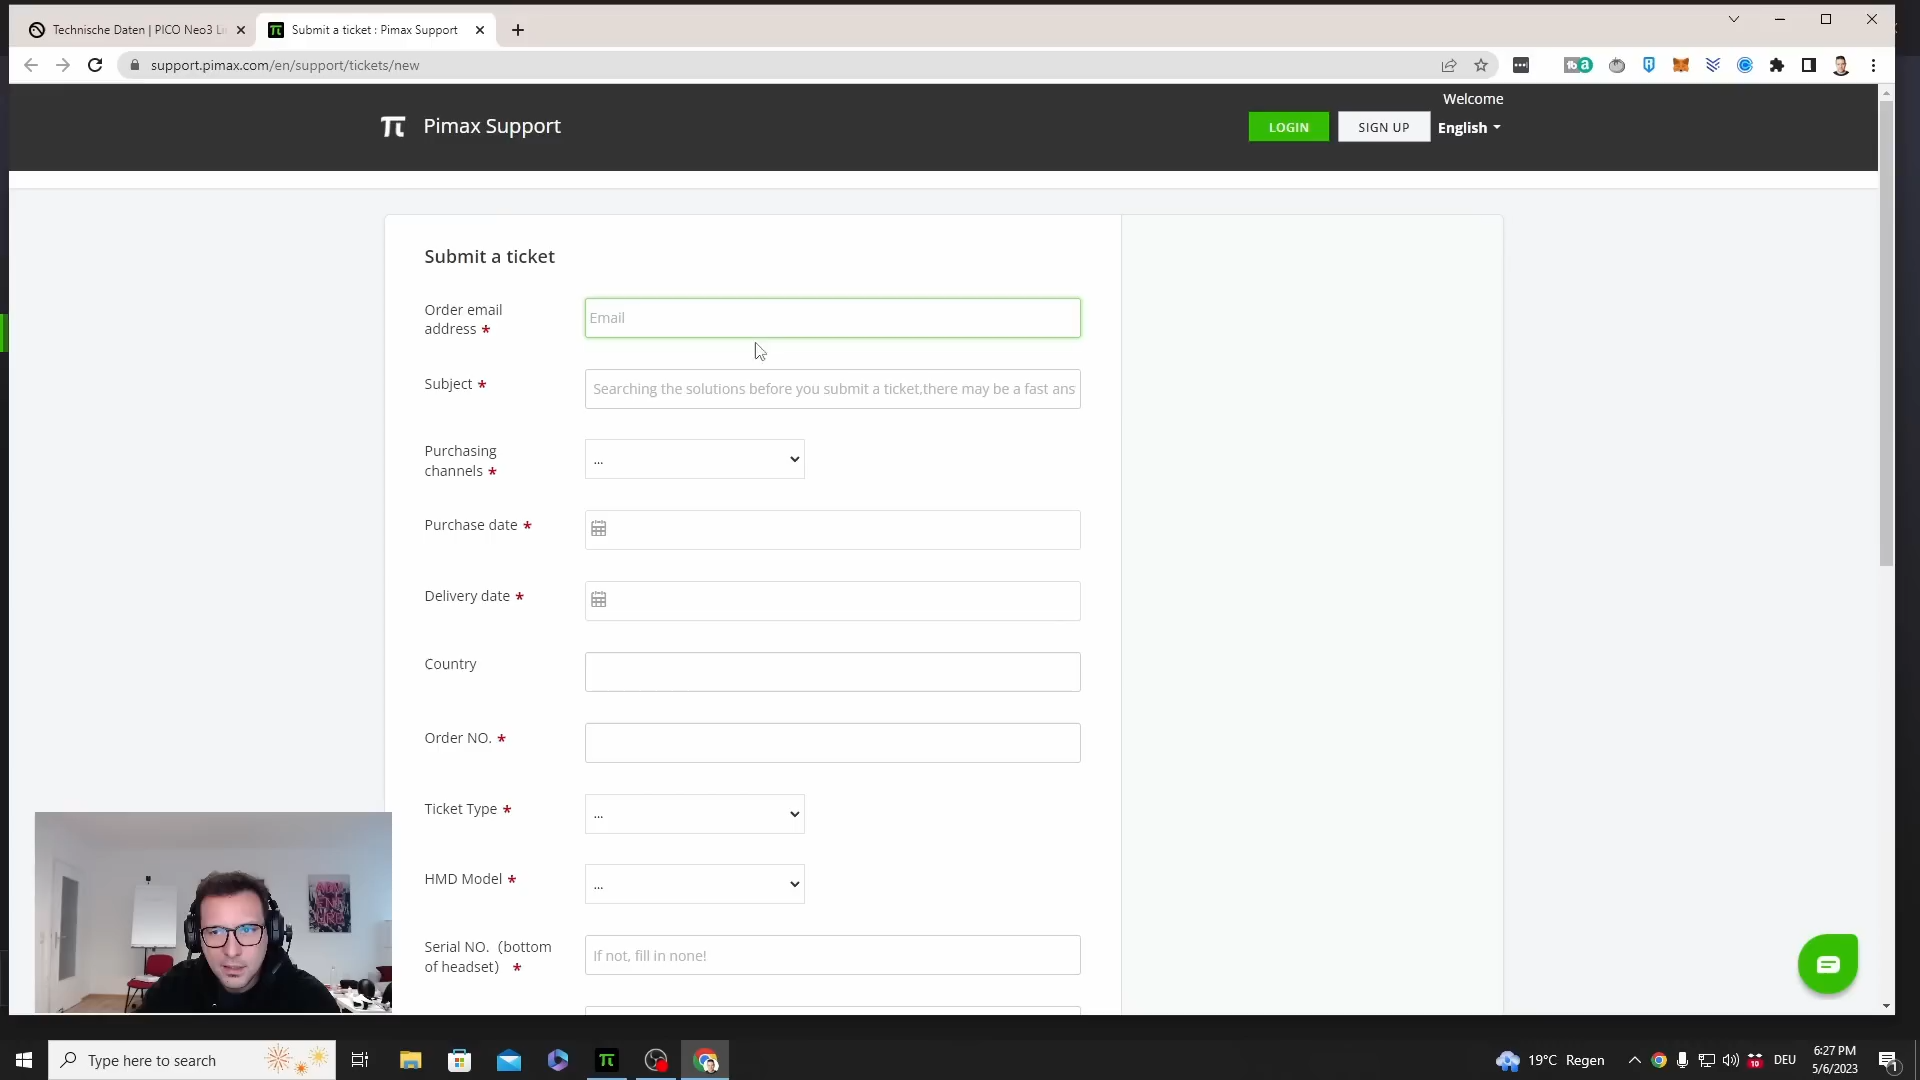 Technische Daten | PICO Neo3 Li
Submit a ticket : Pimax Support
support.pimax.com/en/support/tickets/new
Welcome
Pimax Support
LOGIN
SIGN UP
English
Submit a ticket
Order email
address *
Email
Subject *
Searching the solutions before you submit a ticket,there may be a fast ans
Purchasing
channels *
...
Purchase date *
Delivery date *
Country
Order NO. *
Ticket Type *
...
HMD Model *
...
Serial NO.（bottom
of headset） *
If not, fill in none!
Type here to search
19°C Regen
10
DEU
6:27 PM
5/6/2023
1